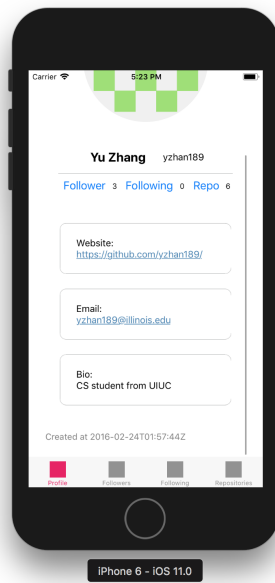 Carrier 5:23 PM
Yu Zhang yzhan189
Follower 3 Following 0 Repo 6
Website:
https://github.com/yzhan189/
Email:
yzhan189@illinois.edu
Bio:
CS student from UIUC
Created at 2016-02-24T01:57:44Z
Profile Followers Following Repositories
iPhone 6 - iOS 11.0